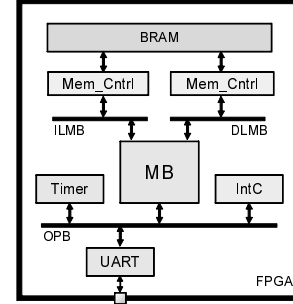 BRAM
Mem_Cntrl Mem_Cntrl
ILMB DLMB
MB
Timer IntC
OPB
UART
FPGA